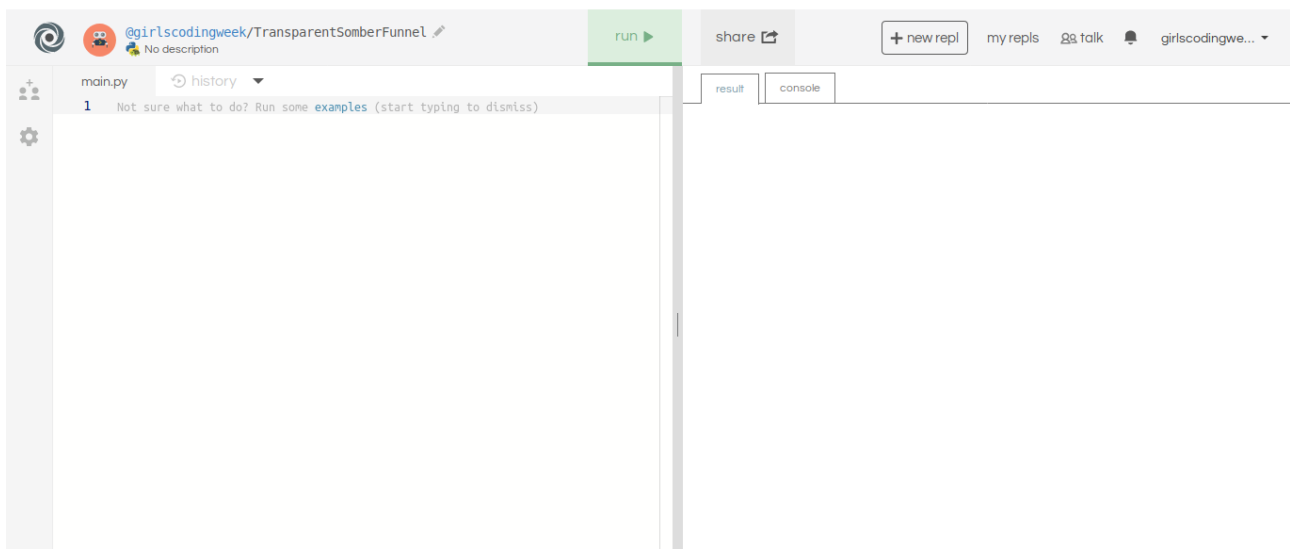 @girlscodingweek/TransparentSomberFunnel
No description
run
share
+ new repl
my repls
talk
girlscodingwe...
main.py
history
result
console
1 Not sure what to do? Run some examples (start typing to dismiss)